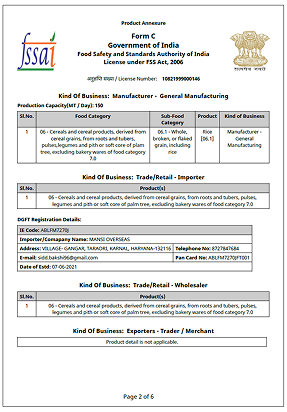 Product Annexure
fssai
Form C
Government of India
Food Safety and Standards Authority of India
License under FSS Act, 2006
अनुज्ञप्ति संख्या / License Number: 10821999000146
Kind Of Business: Manufacturer - General Manufacturing
Production Capacity(MT / Day): 150
Sl.No. Food Category Sub-Food Category Product Kind of Business
1 06 - Cereals and cereal products, derived from cereal grains, from roots and tubers, pulses,legumes and pith or soft core of palm tree, excluding bakery wares of food category 7.0 06.1 - Whole, broken, or flaked grain, including rice Rice [06.1] Manufacturer - General Manufacturing
Kind Of Business: Trade/Retail - Importer
Sl.No. Product(s)
1 06 - Cereals and cereal products, derived from cereal grains, from roots and tubers, pulses, legumes and pith or soft core of palm tree, excluding bakery wares of food category 7.0
DGFT Registration Details:
IE Code: ABLFM7270J
Importer/Gomapany Name: MANSI OVERSEAS
Address: VILLAGE- GANGAR, TARAORI, KARNAL, HARYANA-132116 Telephone No: 8727847684
E-mail: sidd.bakshi96@gmail.com Pan Card No: ABLFM7270JFT001
Date of Estd: 07-06-2021
Kind Of Business: Trade/Retail - Wholesaler
Sl.No. Product(s)
1 06 - Cereals and cereal products, derived from cereal grains, from roots and tubers, pulses, legumes and pith or soft core of palm tree, excluding bakery wares of food category 7.0
Kind Of Business: Exporters - Trader / Merchant
Product detail is not applicable.
Page 2 of 6